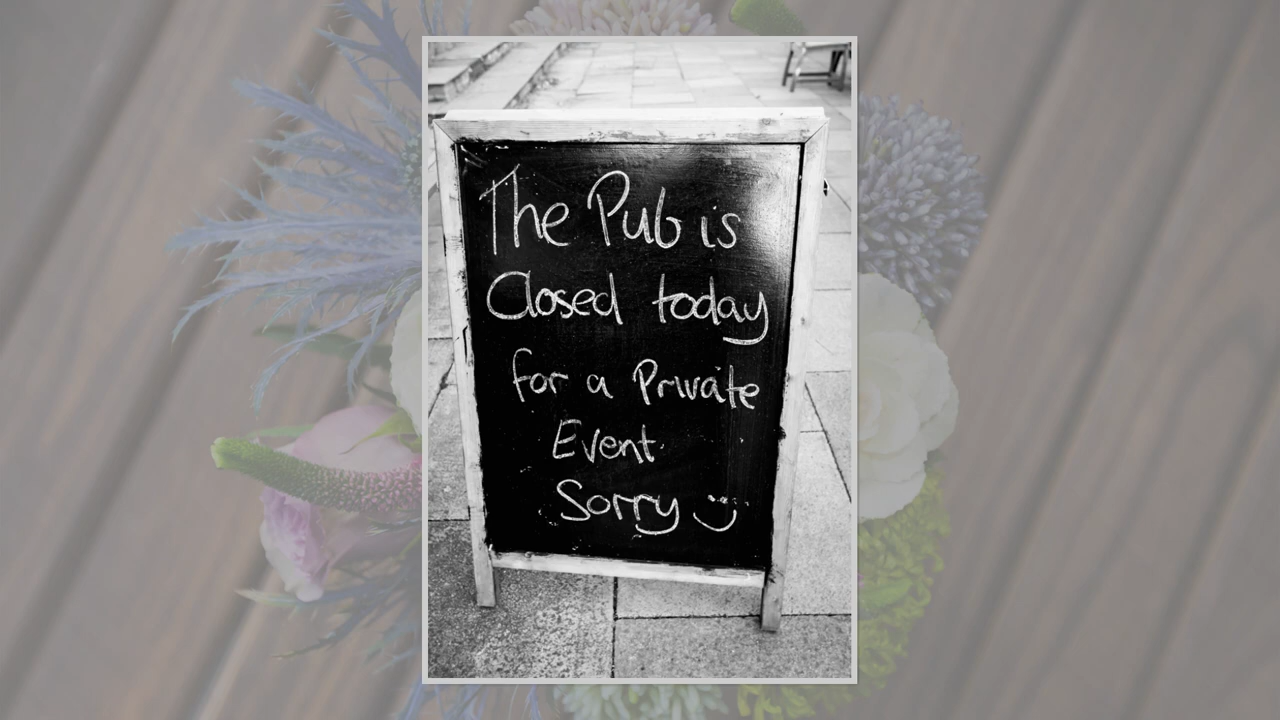 The Pub is
Closed today
for a Private
Event
Sorry